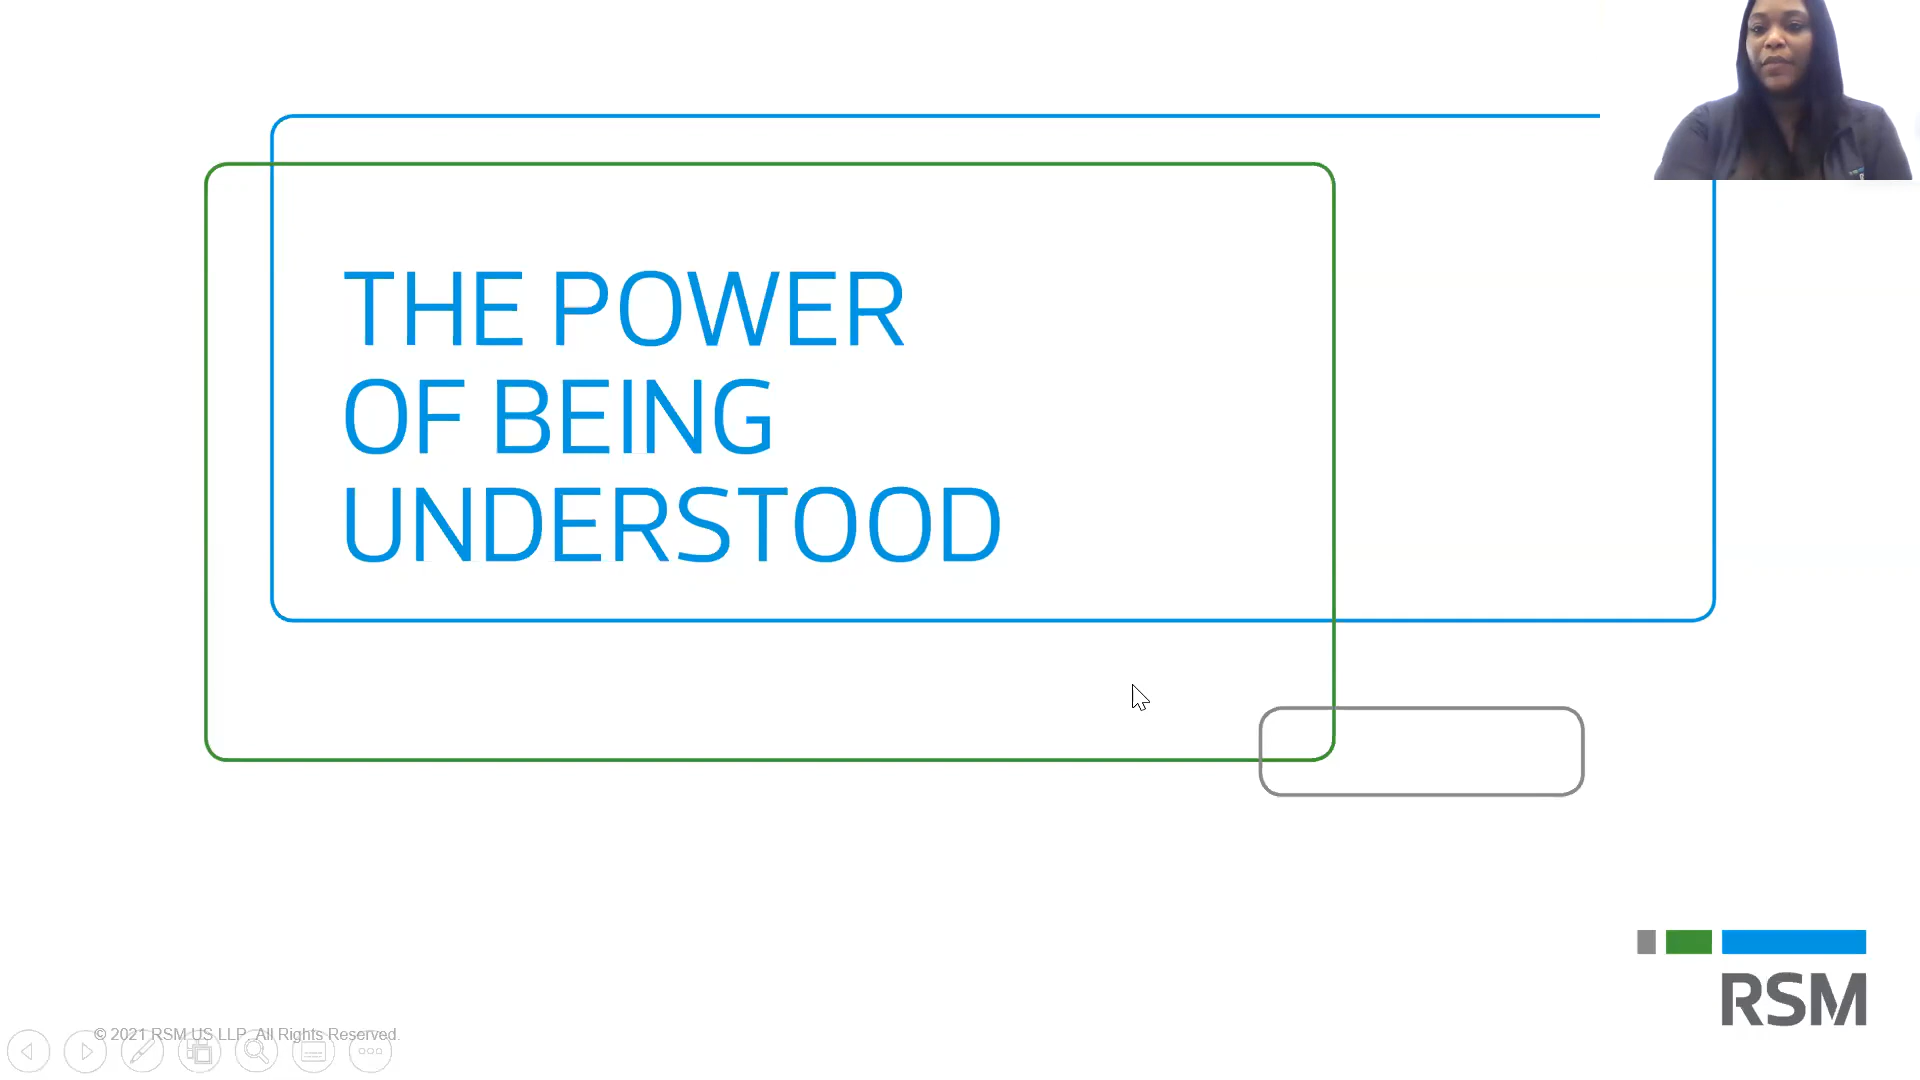 THE POWER
OF BEING
UNDERSTOOD
RSM
© 2021 RSM US LLP. All Rights Reserved.